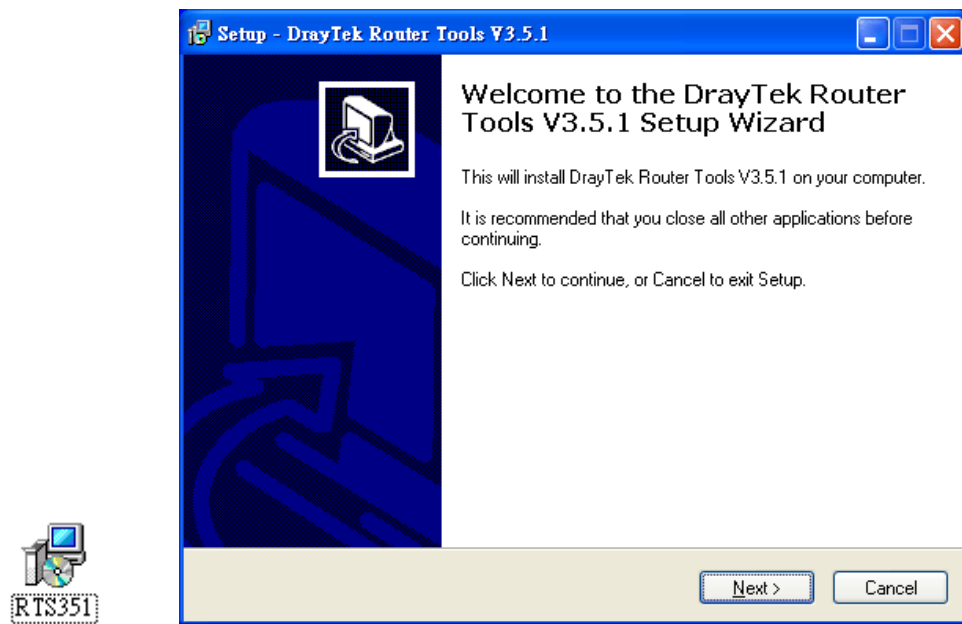 Setup - DrayTek Router Tools V3.5.1
Welcome to the DrayTek Router
Tools V3.5.1 Setup Wizard
This will install DrayTek Router Tools V3.5.1 on your computer.
It is recommended that you close all other applications before
continuing.
Click Next to continue, or Cancel to exit Setup.
Next >
Cancel
RTS351